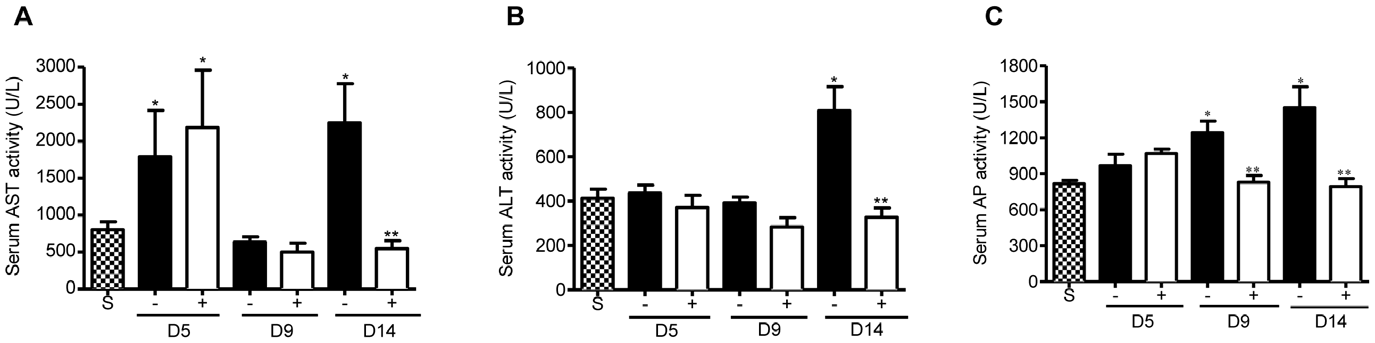 A
Serum AST activity (U/L)
3000
2500
2000
1500
1000
500
0
* * * **
S - + - + - +
D5 D9 D14
B
Serum ALT activity (U/L)
1000
800
600
400
200
0
* **
S - + - + - +
D5 D9 D14
C
Serum AP activity (U/L)
1800
1500
1200
900
600
300
0
* ** * **
S - + - + - +
D5 D9 D14